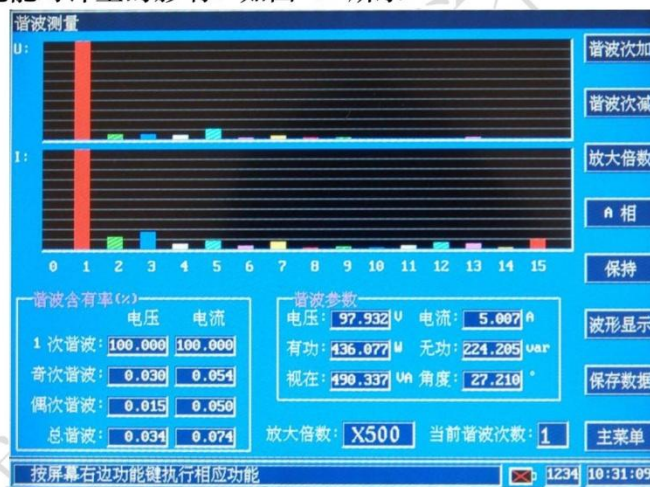 谐波测量
U:
谐波次加
谐波次减
放大倍数
I:
A 相
保持
0 1 2 3 4 5 6 7 8 9 10 11 12 13 14 15
谐波含有率(%)
电压 电流
1 次谐波: 100.000 100.000
奇次谐波: 0.030 0.054
偶次谐波: 0.015 0.050
总谐波: 0.034 0.074
谐波参数
电压: 97.932 V 电流: 5.007 A
有功: 436.077 W 无功: 224.205 var
视在: 490.337 VA 角度: 27.210 °
放大倍数: X500 当前谐波次数: 1
波形显示
保存数据
主菜单
按屏幕右边功能键执行相应功能
1234 10:31:09